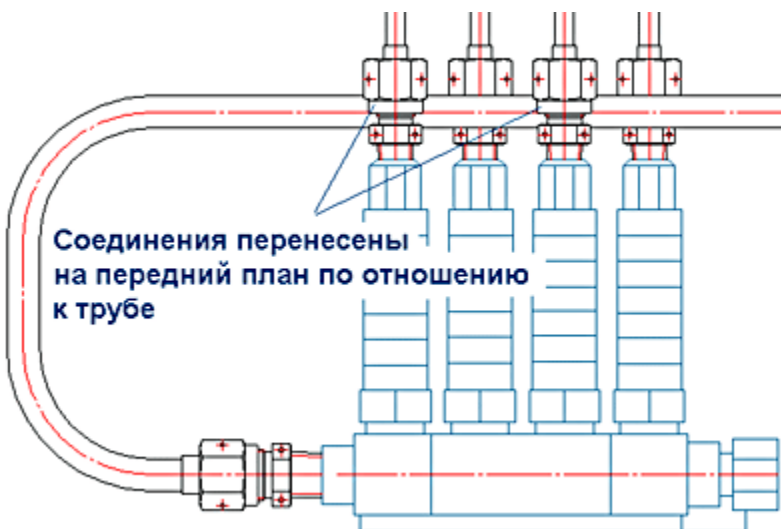 Соединения перенесены
на передний план по отношению
к трубе